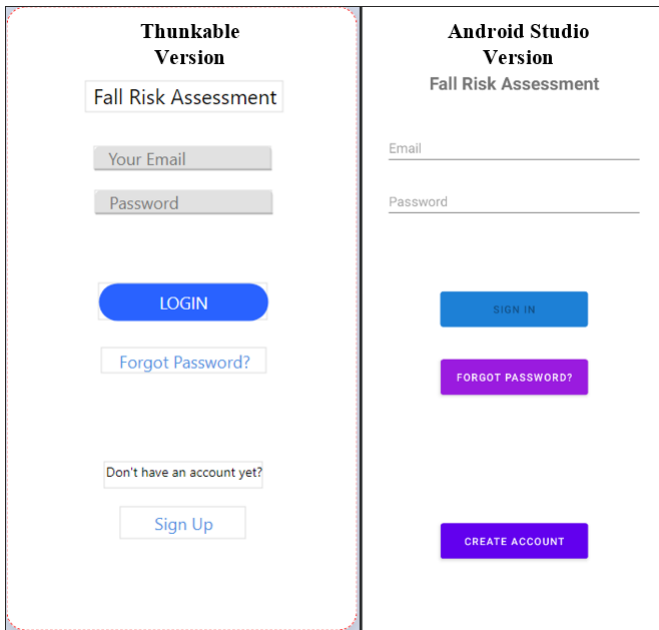 Thunkable
Version
Fall Risk Assessment
Your Email
Password
LOGIN
Forgot Password?
Don't have an account yet?
Sign Up
Android Studio
Version
Fall Risk Assessment
Email
Password
SIGN IN
FORGOT PASSWORD?
CREATE ACCOUNT